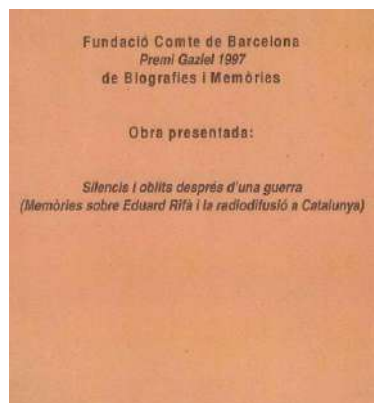 Fundació Comte de Barcelona
Premi Gaziel 1997
de Biografies i Memòries
Obra presentada:
Silencis i oblits després d'una guerra
(Memòries sobre Eduard Rifà i la radiodifusió a Catalunya)